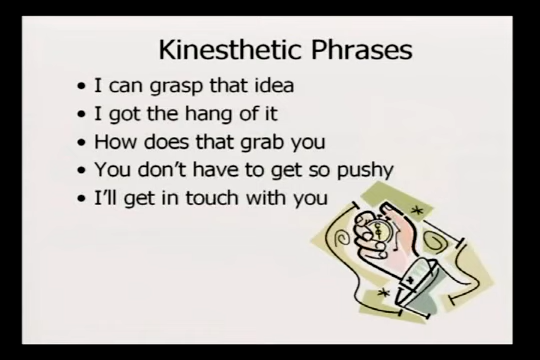 Kinesthetic Phrases
• I can grasp that idea
• I got the hang of it
• How does that grab you
• You don't have to get so pushy
• I'll get in touch with you